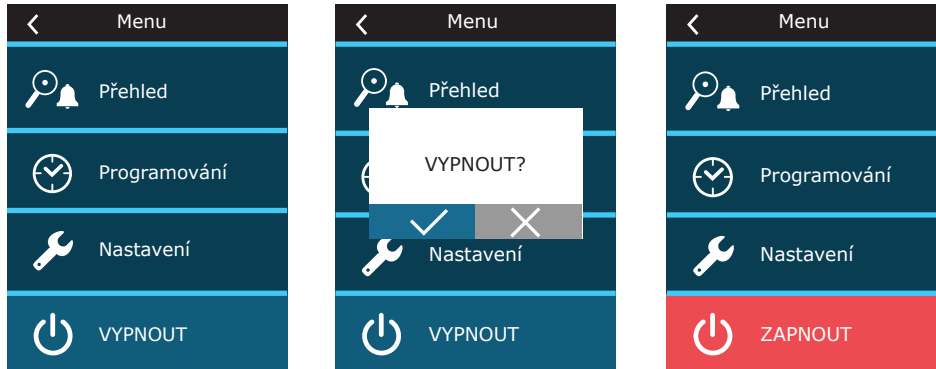 Menu
Přehled
Programování
Nastavení
VYPNOUT
Menu
Přehled
VYPNOUT?
Nastavení
VYPNOUT
Menu
Přehled
Programování
Nastavení
ZAPNOUT